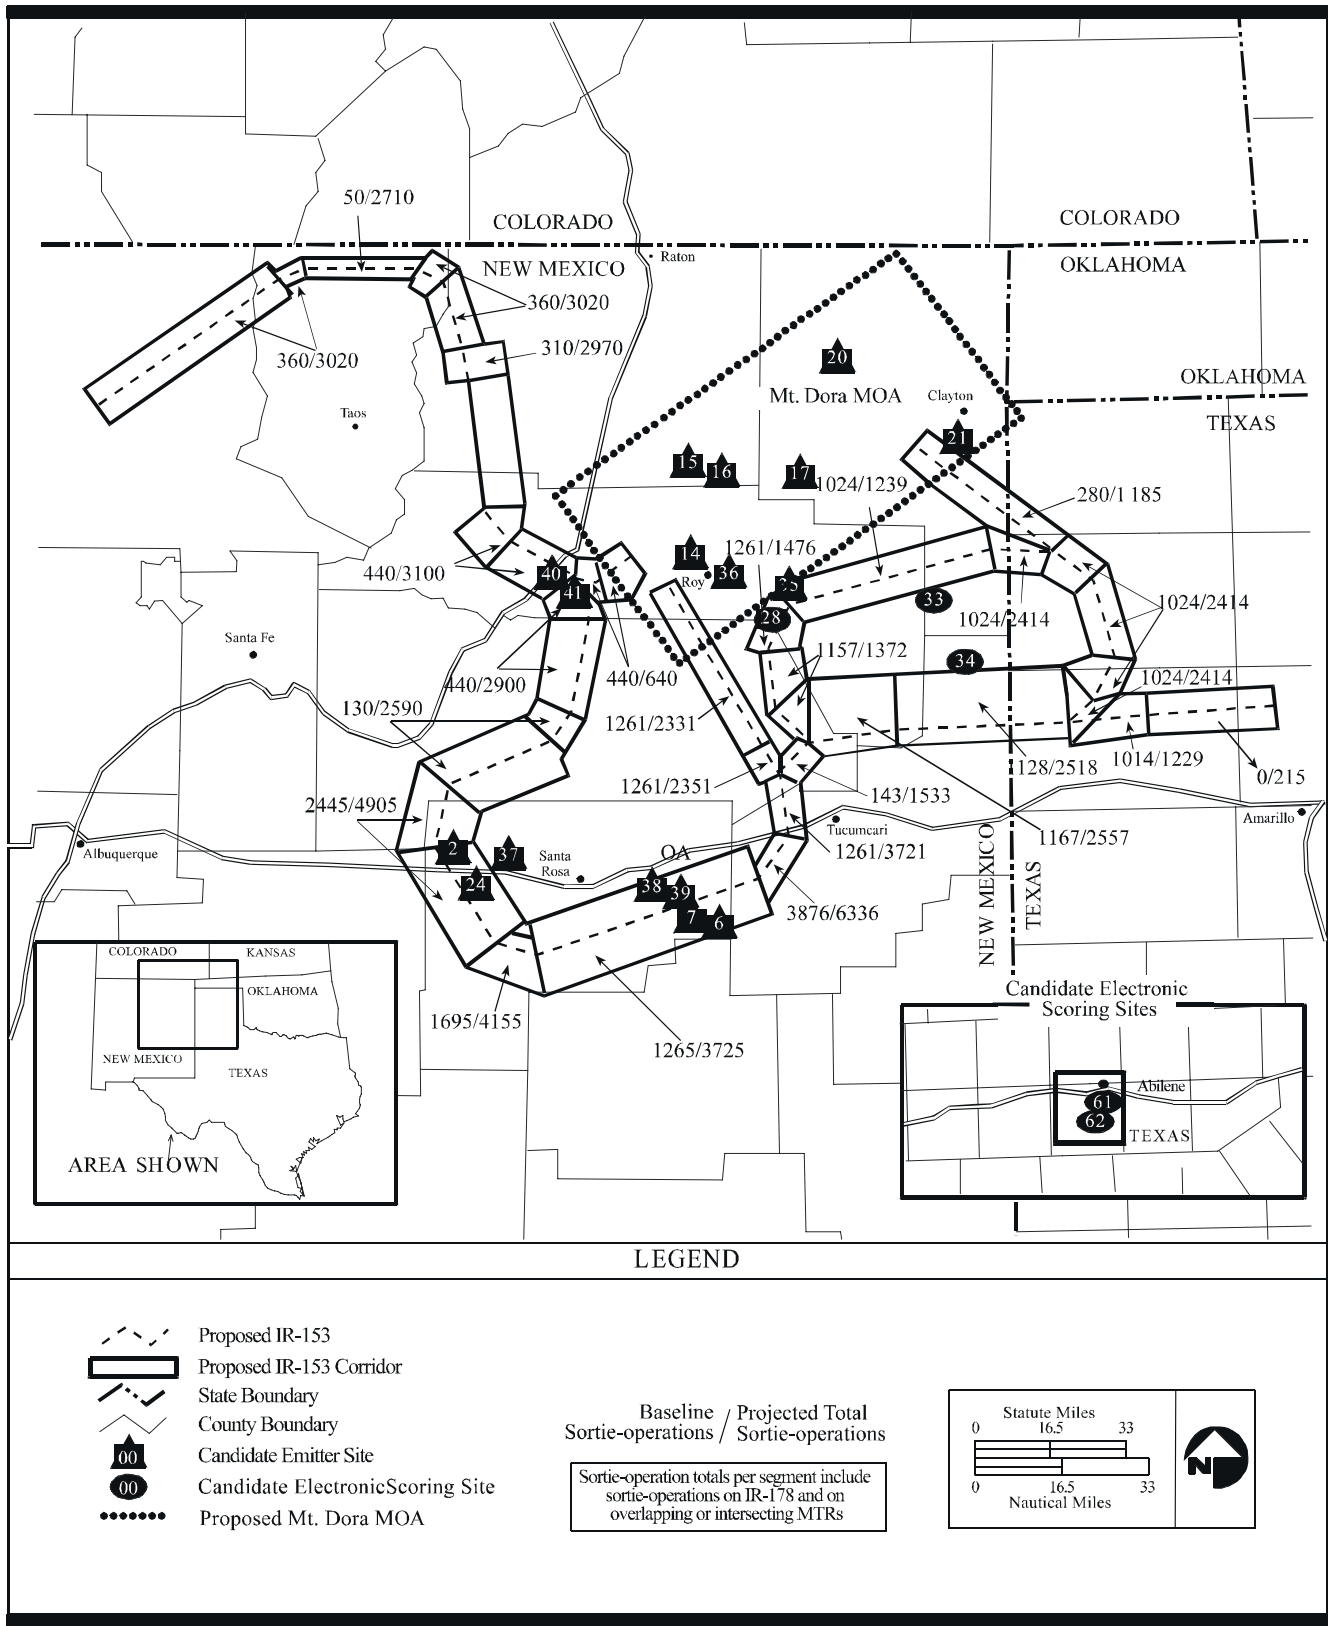 50/2710
COLORADO
COLORADO
NEW MEXICO
Raton
OKLAHOMA
360/3020
310/2970
360/3020
20
Mt. Dora MOA
Clayton
OKLAHOMA
TEXAS
Taos
21
15
16
17
1024/1239
280/1185
1261/1476
14
440/3100
40
Roy
36
35
41
33
1024/2414
1024/2414
28
Santa Fe
1157/1372
34
440/2900
440/640
1024/2414
130/2590
1261/2331
1014/1229
128/2518
0/215
1261/2351
143/1533
2445/4905
Tucumcari
Amarillo
1167/2557
Albuquerque
2
37
Santa
Rosa
OA
1261/3721
24
38
39
7
6
3876/6336
NEW MEXICO
TEXAS
COLORADO
KANSAS
OKLAHOMA
NEW MEXICO
TEXAS
AREA SHOWN
1695/4155
1265/3725
Candidate Electronic
Scoring Sites
Abilene
61
62
TEXAS
LEGEND
Proposed IR-153
Proposed IR-153 Corridor
State Boundary
County Boundary
00 Candidate Emitter Site
00 Candidate ElectronicScoring Site
Proposed Mt. Dora MOA
Baseline / Projected Total
Sortie-operations / Sortie-operations
Sortie-operation totals per segment include
sortie-operations on IR-178 and on
overlapping or intersecting MTRs
Statute Miles
0 16.5 33
0 16.5 33
Nautical Miles
N